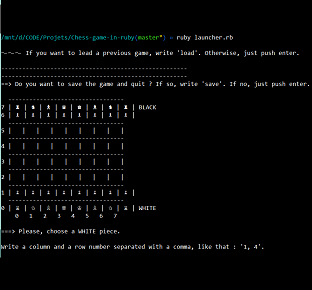 /mnt/d/CODE/Projets/Chess-game-in-ruby(master*) » ruby launcher.rb
~~~ If you want to lead a previous game, write 'load'. Otherwise, just push enter.
------------------------------------------------
------------------------------------------------
==> Do you want to save the game and quit ? If so, write 'save'. If no, just push enter.
7 | ♜ | ♞ | ♝ | ♛ | ♚ | ♝ | ♞ | ♜ | BLACK
6 | ♟ | ♟ | ♟ | ♟ | ♟ | ♟ | ♟ | ♟ |
5 | | | | | | | | |
4 | | | | | | | | |
3 | | | | | | | | |
2 | | | | | | | | |
1 | ♙ | ♙ | ♙ | ♙ | ♙ | ♙ | ♙ | ♙ |
0 | ♖ | ♘ | ♗ | ♕ | ♔ | ♗ | ♘ | ♖ | WHITE
0 1 2 3 4 5 6 7
===> Please, choose a WHITE piece.
Write a column and a row number separated with a comma, like that : '1, 4'.